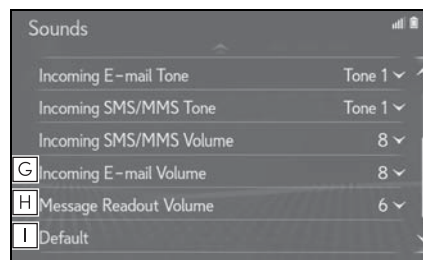 Sounds
Incoming E-mail Tone Tone 1
Incoming SMS/MMS Tone Tone 1
Incoming SMS/MMS Volume 8
G Incoming E-mail Volume 8
H Message Readout Volume 6
I Default